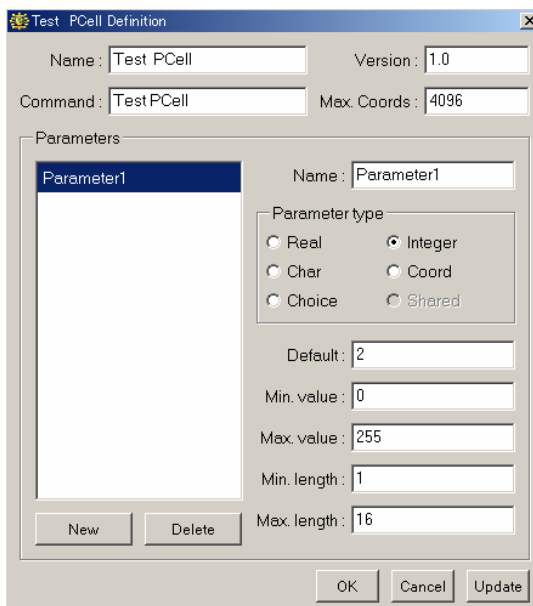 Test PCell Definition
Name : Test PCell
Version : 1.0
Command : TestPCell
Max. Coords : 4096
Parameters
Parameter1
Name : Parameter1
Parameter type
Real
Integer
Char
Coord
Choice
Shared
Default : 2
Min. value : 0
Max. value : 255
Min. length : 1
Max. length : 16
New
Delete
OK
Cancel
Update